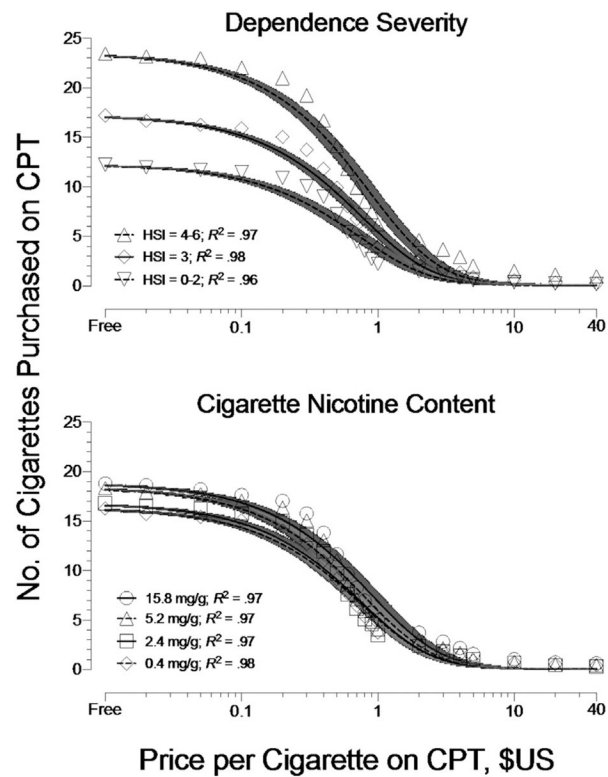 Dependence Severity
25
20
15
10
5
0
HSI = 4-6; R² = .97
HSI = 3; R² = .98
HSI = 0-2; R² = .96
Free 0.1 1 10 40
No. of Cigarettes Purchased on CPT
Cigarette Nicotine Content
25
20
15
10
5
0
15.8 mg/g; R² = .97
5.2 mg/g; R² = .97
2.4 mg/g; R² = .97
0.4 mg/g; R² = .98
Free 0.1 1 10 40
Price per Cigarette on CPT, $US